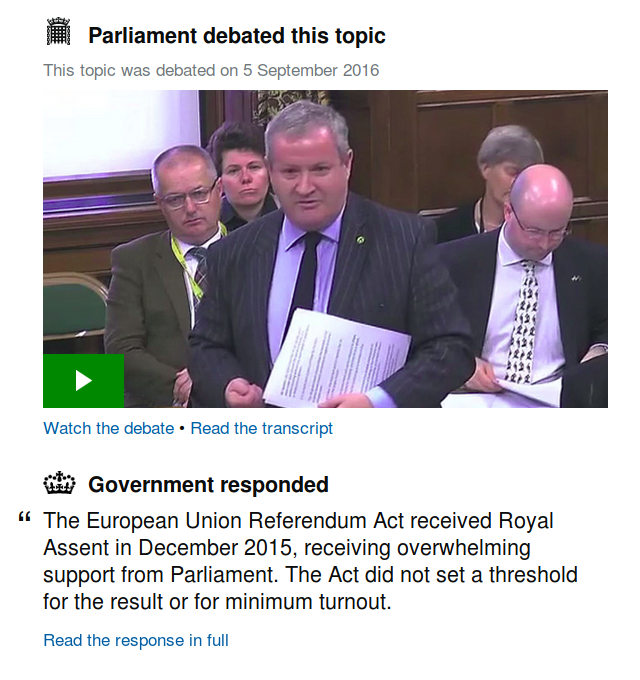 Parliament debated this topic
This topic was debated on 5 September 2016
Watch the debate • Read the transcript
Government responded
“ The European Union Referendum Act received Royal
Assent in December 2015, receiving overwhelming
support from Parliament. The Act did not set a threshold
for the result or for minimum turnout.
Read the response in full